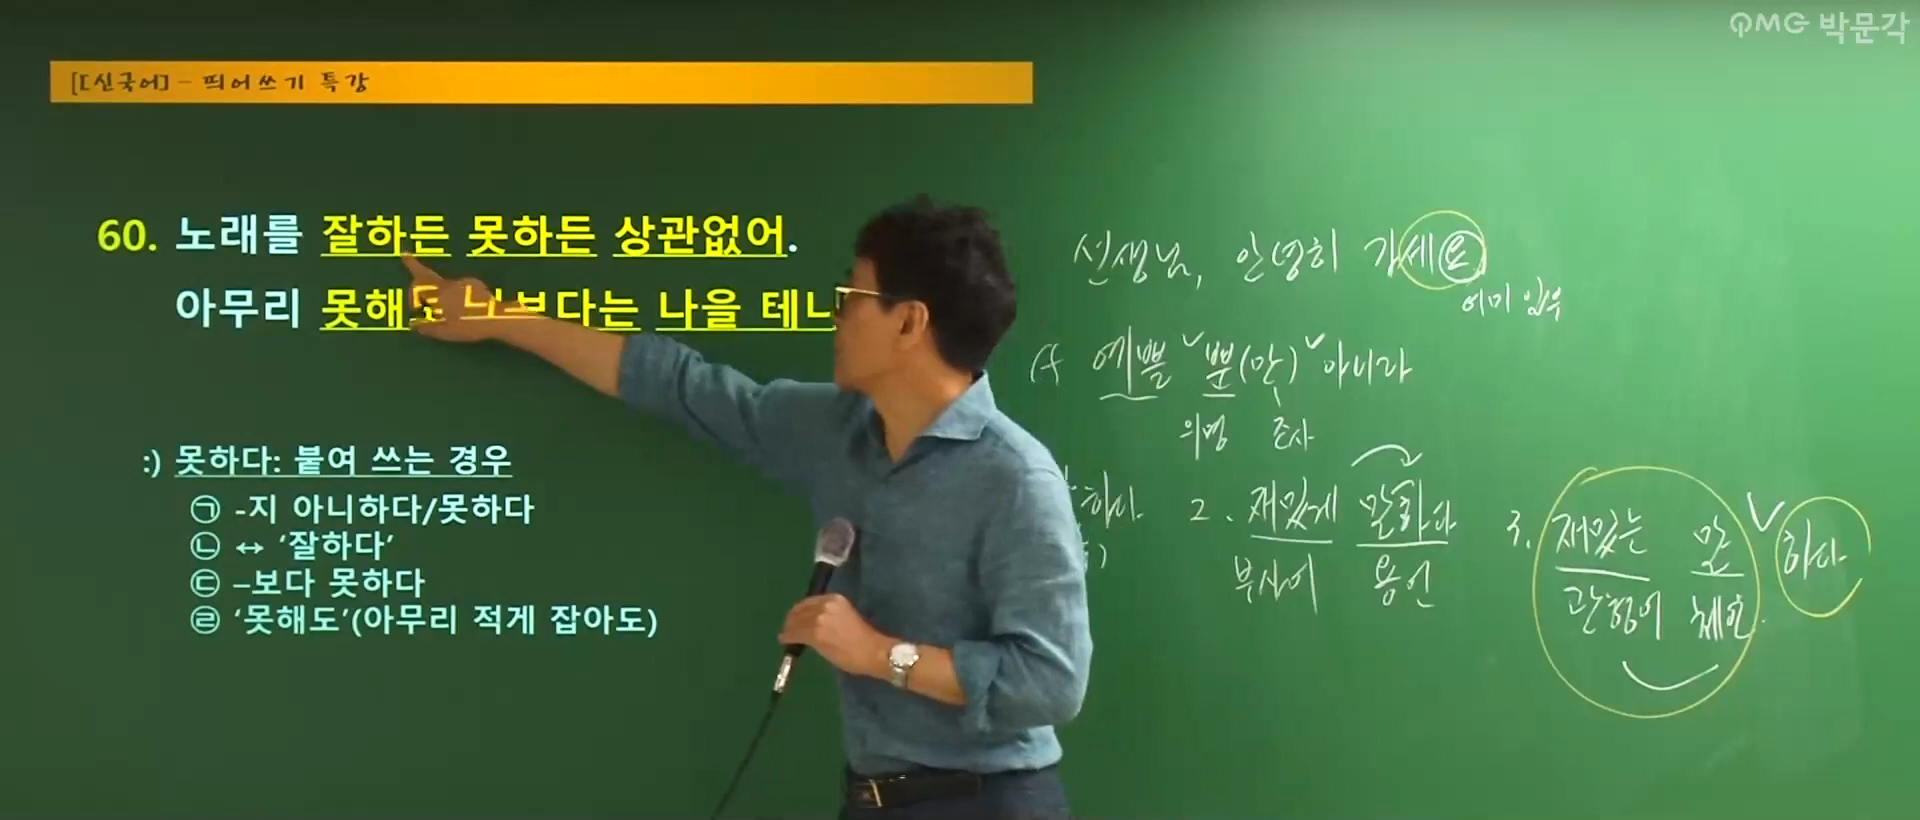 PMG 박문각
[[신국어] - 띄어쓰기 특강
60. 노래를 잘하든 못하든 상관없어.
아무리 못해도 너보다는 나을 테니
:) 못하다: 붙여 쓰는 경우
㉠ -지 아니하다/못하다
㉡ ↔ '잘하다'
㉢ –보다 못하다
㉣ '못해도'(아무리 적게 잡아도)
선생님, 안녕히 가세요
어미 일부
예쁠 ˅ 뿐(만) ˅ 아니라
의명 조사
하다
2. 재밌게 말하다
부사어 용언
3. 재밌는 말 ˅ 하다
관형어 체언.